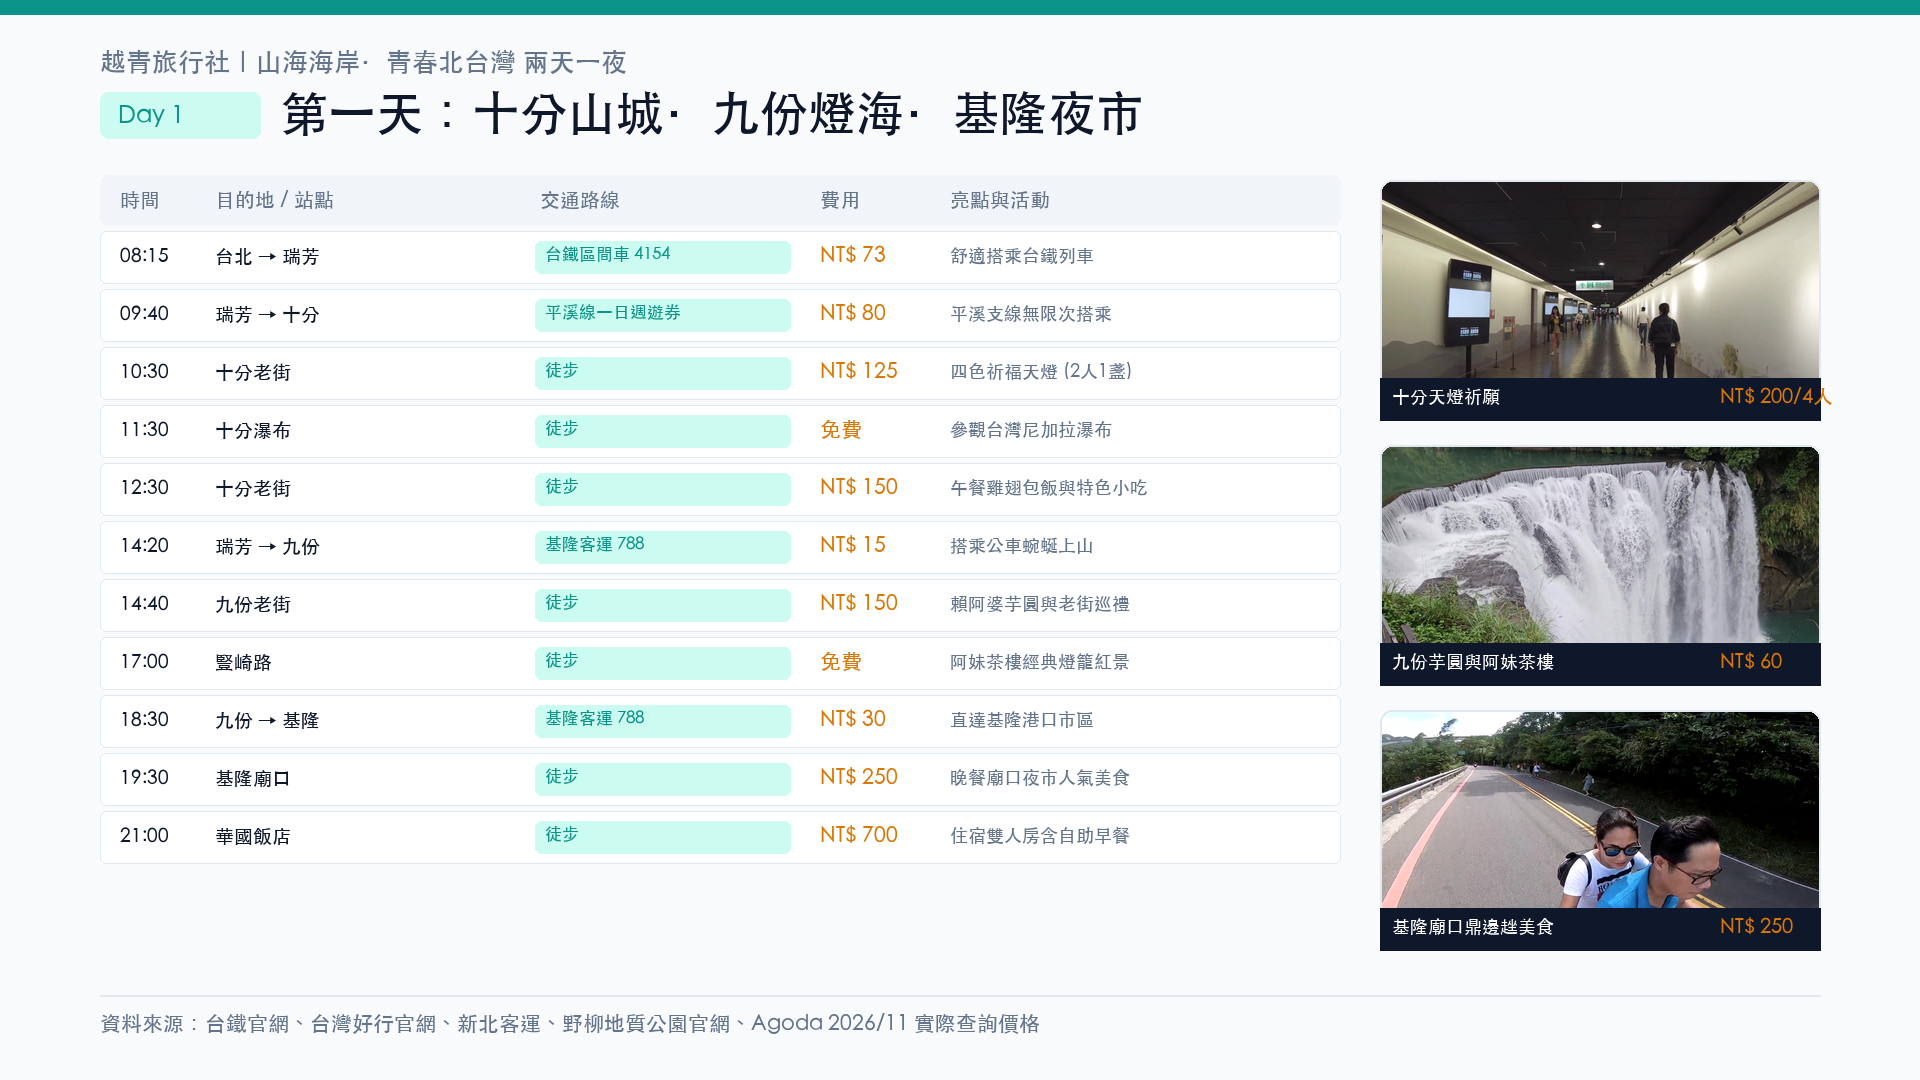 越青旅行社｜山海海岸·青春北台灣 兩天一夜
Day 1 第一天：十分山城·九份燈海·基隆夜市
時間 目的地 / 站點 交通路線 費用 亮點與活動
08:15 台北 → 瑞芳 台鐵區間車 4154 NT$ 73 舒適搭乘台鐵列車
09:40 瑞芳 → 十分 平溪線一日週遊券 NT$ 80 平溪支線無限次搭乘
10:30 十分老街 徒步 NT$ 125 四色祈福天燈 (2人1盞)
11:30 十分瀑布 徒步 免費 參觀台灣尼加拉瀑布
12:30 十分老街 徒步 NT$ 150 午餐雞翅包飯與特色小吃
14:20 瑞芳 → 九份 基隆客運 788 NT$ 15 搭乘公車蜿蜒上山
14:40 九份老街 徒步 NT$ 150 賴阿婆芋圓與老街巡禮
17:00 豎崎路 徒步 免費 阿妹茶樓經典燈籠紅景
18:30 九份 → 基隆 基隆客運 788 NT$ 30 直達基隆港口市區
19:30 基隆廟口 徒步 NT$ 250 晚餐廟口夜市人氣美食
21:00 華國飯店 徒步 NT$ 700 住宿雙人房含自助早餐
十分天燈祈願 NT$ 200/4人
九份芋圓與阿妹茶樓 NT$ 60
基隆廟口鼎邊趖美食 NT$ 250
資料來源：台鐵官網、台灣好行官網、新北客運、野柳地質公園官網、Agoda 2026/11 實際查詢價格